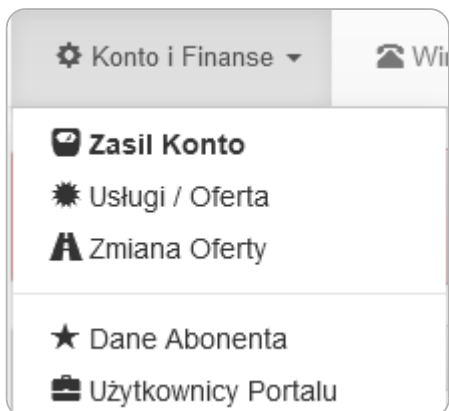 Konto i Finanse
Zasil Konto
Usługi / Oferta
Zmiana Oferty
Dane Abonenta
Użytkownicy Portalu